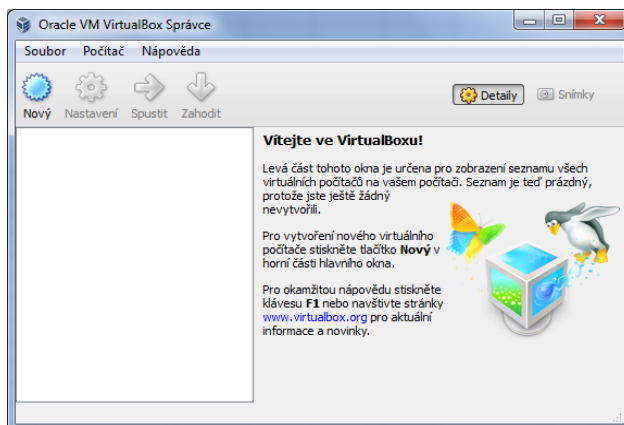 Oracle VM VirtualBox Správce
Soubor Počítač Nápověda
Nový Nastavení Spustit Zahodit
Detaily Snímky
Vítejte ve VirtualBoxu!
Levá část tohoto okna je určena pro zobrazení seznamu všech
virtuálních počítačů na vašem počítači. Seznam je teď prázdný,
protože jste ještě žádný
nevytvořili.
Pro vytvoření nového virtuálního
počítače stiskněte tlačítko Nový v
horní části hlavního okna.
Pro okamžitou nápovědu stiskněte
klávesu F1 nebo navštivte stránky
www.virtualbox.org pro aktuální
informace a novinky.